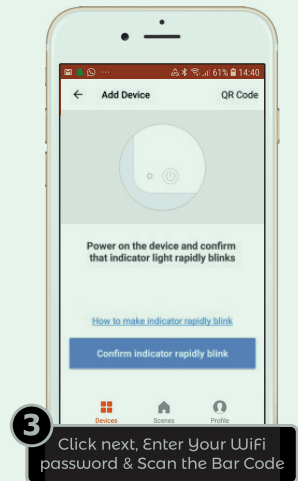 61% 14:40
Add Device QR Code
Power on the device and confirm
that indicator light rapidly blinks
How to make indicator rapidly blink
Confirm indicator rapidly blink
Devices Scenes Profile
3
Click next, Enter Your WiFi
password & Scan the Bar Code